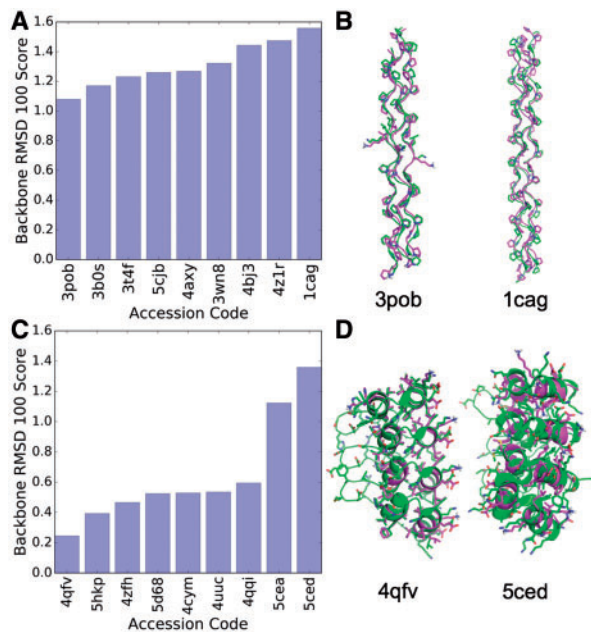 A
Backbone RMSD 100 Score
1.6
1.4
1.2
1.0
0.8
0.6
0.4
0.2
0.0
3pob
3b0s
3t4f
5cjb
4axy
3wn8
4bj3
4z1r
1cag
Accession Code
B
3pob
1cag
C
Backbone RMSD 100 Score
1.6
1.4
1.2
1.0
0.8
0.6
0.4
0.2
0.0
4qfv
5hkp
4zfh
5d68
4cym
4uuc
4qqi
5cea
5ced
Accession Code
D
4qfv
5ced